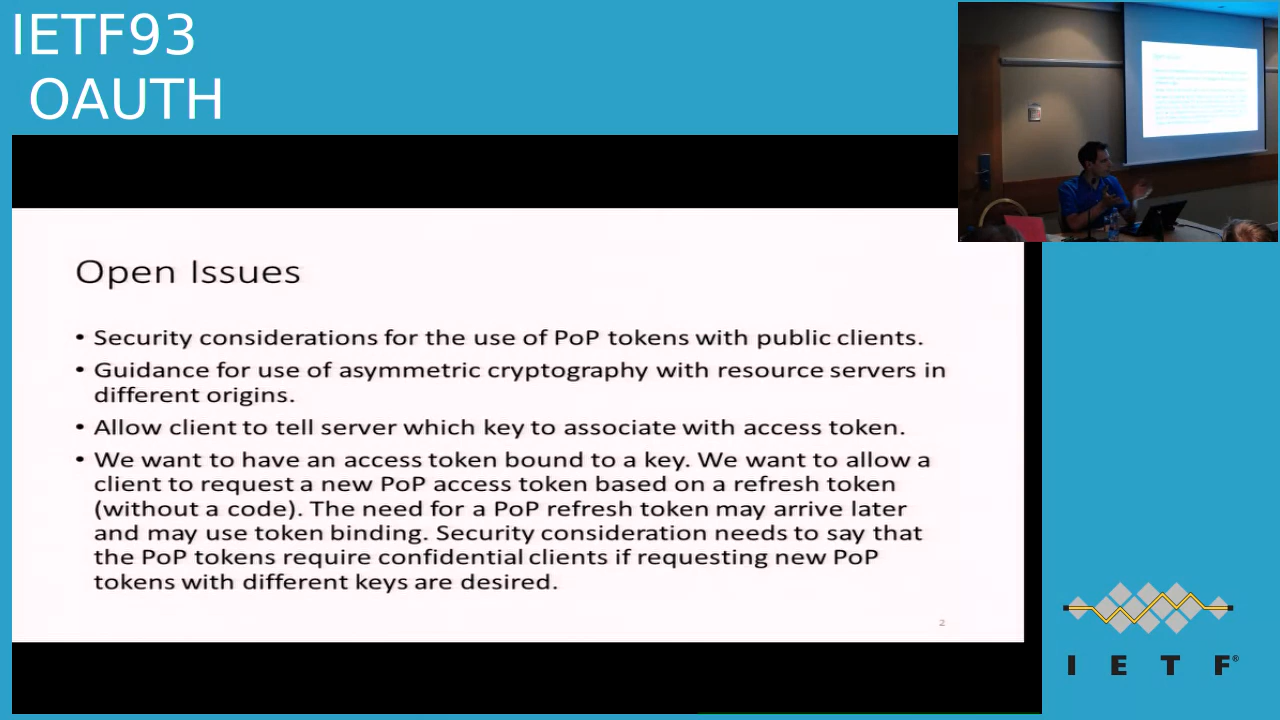 IETF93
OAUTH
Open Issues
• Security considerations for the use of PoP tokens with public clients.
• Guidance for use of asymmetric cryptography with resource servers in
different origins.
• Allow client to tell server which key to associate with access token.
• We want to have an access token bound to a key. We want to allow a
client to request a new PoP access token based on a refresh token
(without a code). The need for a PoP refresh token may arrive later
and may use token binding. Security consideration needs to say that
the PoP tokens require confidential clients if requesting new PoP
tokens with different keys are desired.
2
I E T F®